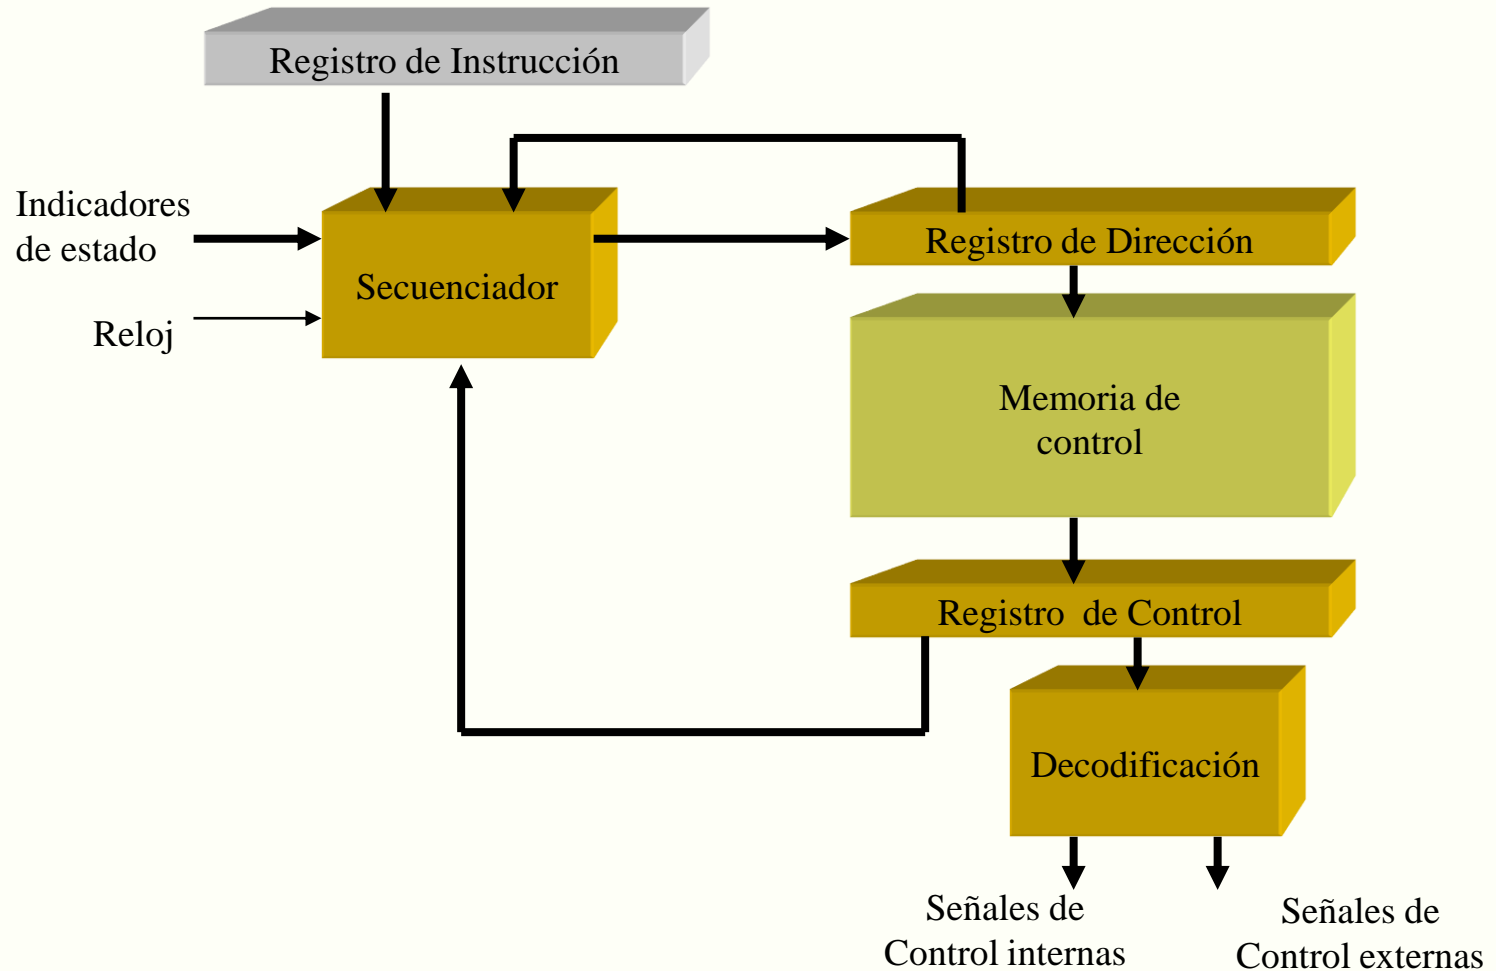 Registro de Instrucción
Indicadores
de estado
Reloj
Secuenciador
Registro de Dirección
Memoria de
control
Registro de Control
Decodificación
Señales de
Control internas
Señales de
Control externas